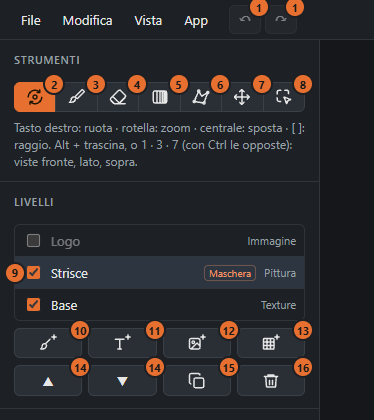 File Modifica Vista App 1 1
STRUMENTI
2 3 4 5 6 7 8
Tasto destro: ruota · rotella: zoom · centrale: sposta · [ ]:
raggio. Alt + trascina, o 1 · 3 · 7 (con Ctrl le opposte):
viste fronte, lato, sopra.
LIVELLI
Logo Immagine
9 Strisce Maschera Pittura
Base Texture
10 T 11 12 13
14 14 15 16